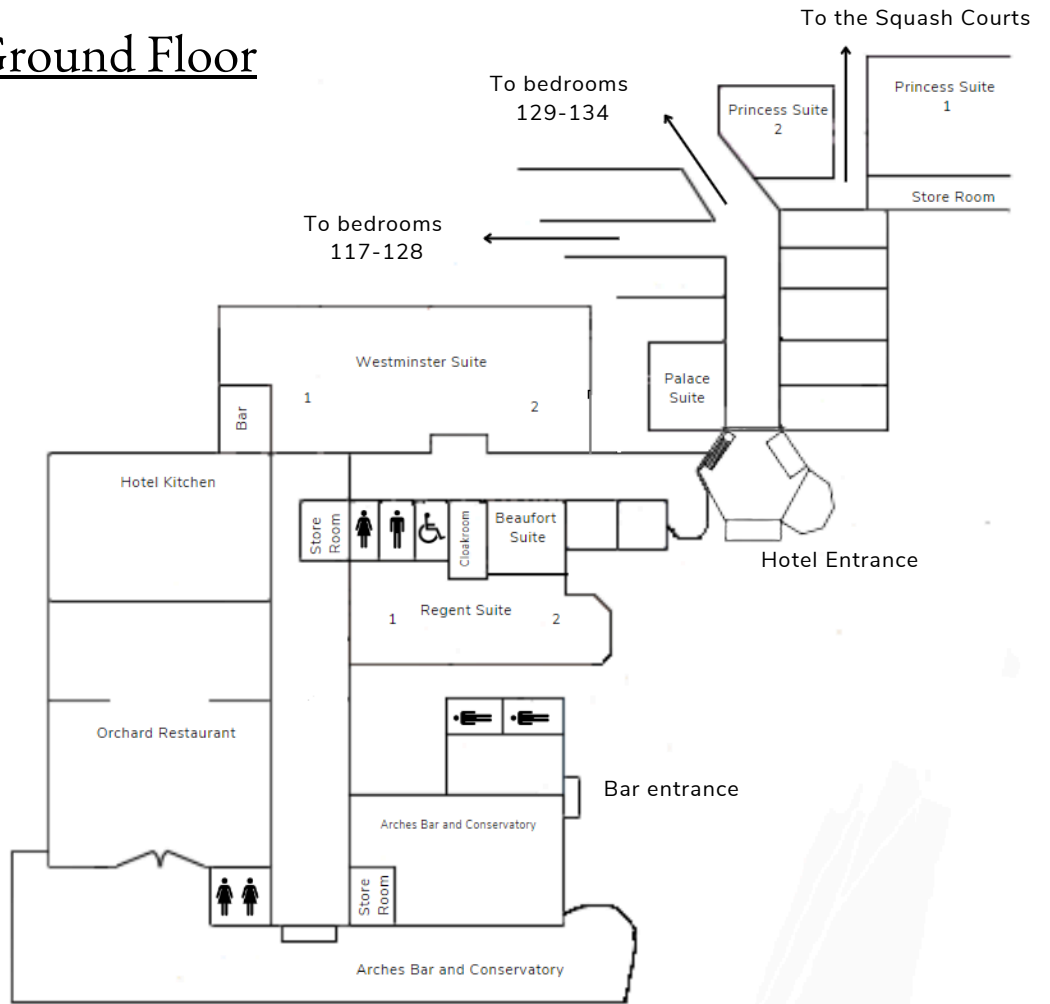 Ground Floor
To the Squash Courts
To bedrooms
129-134
Princess Suite
1
Princess Suite
2
Store Room
To bedrooms
117-128
Westminster Suite
1
2
Palace
Suite
Bar
Hotel Kitchen
Store
Room
Cloakroom
Beaufort
Suite
Hotel Entrance
Regent Suite
1
2
Orchard Restaurant
Bar entrance
Arches Bar and Conservatory
Store
Room
Arches Bar and Conservatory